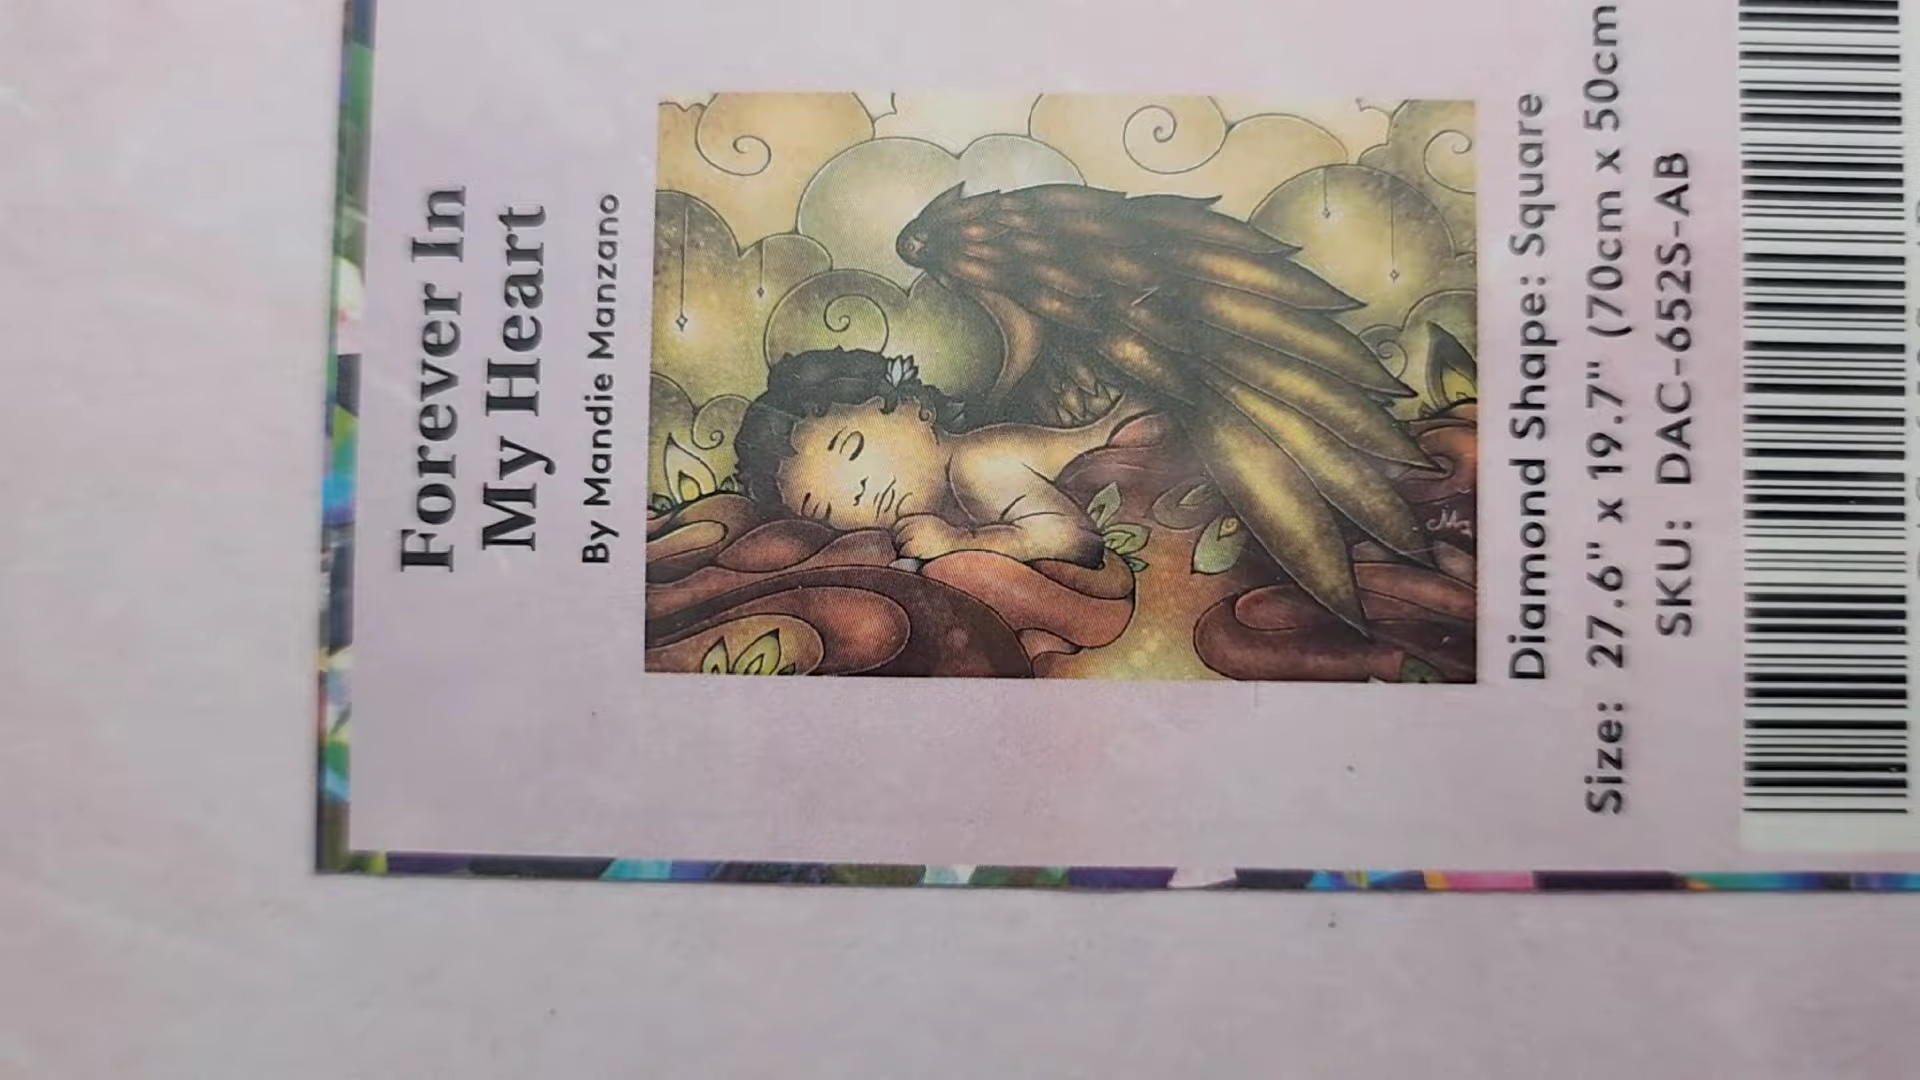 Forever In
My Heart
By Mandie Manzano
Diamond Shape: Square
Size: 27.6" x 19.7" (70cm x 50cm
SKU: DAC-652S-AB